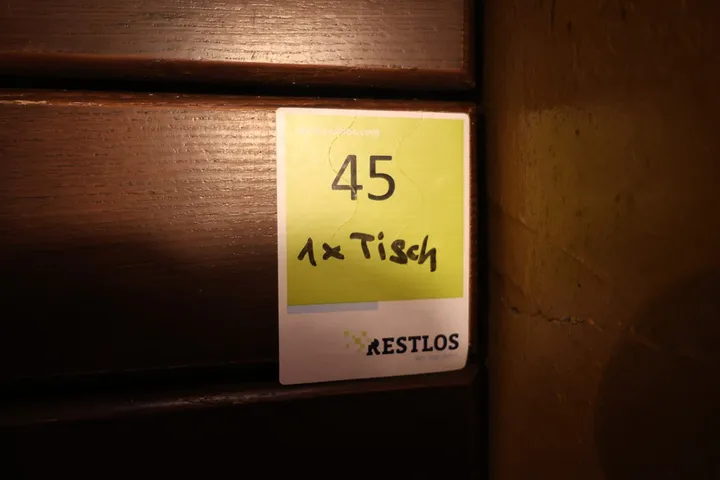 45
1x Tisch
RESTLOS